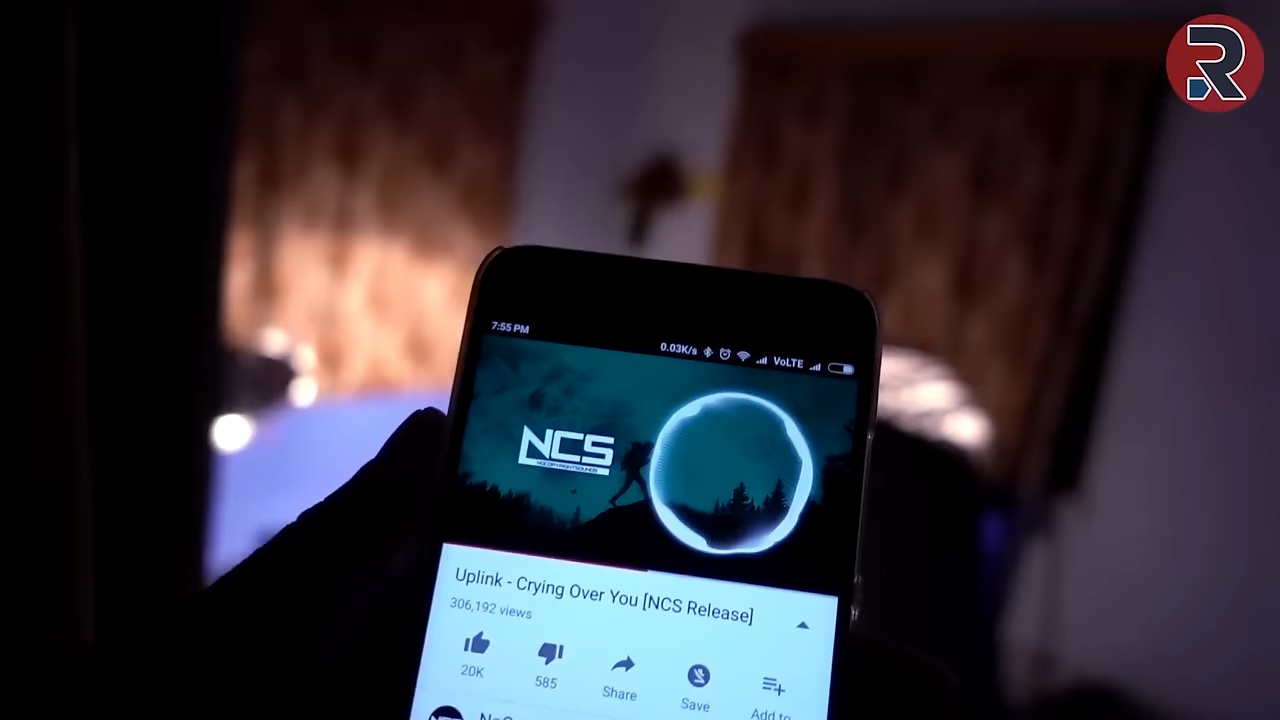 R
7:55 PM
0.03K/s VoLTE
NCS
NOCOPYRIGHTSOUNDS
Uplink - Crying Over You [NCS Release]
306,192 views
20K 585 Share Save Add to